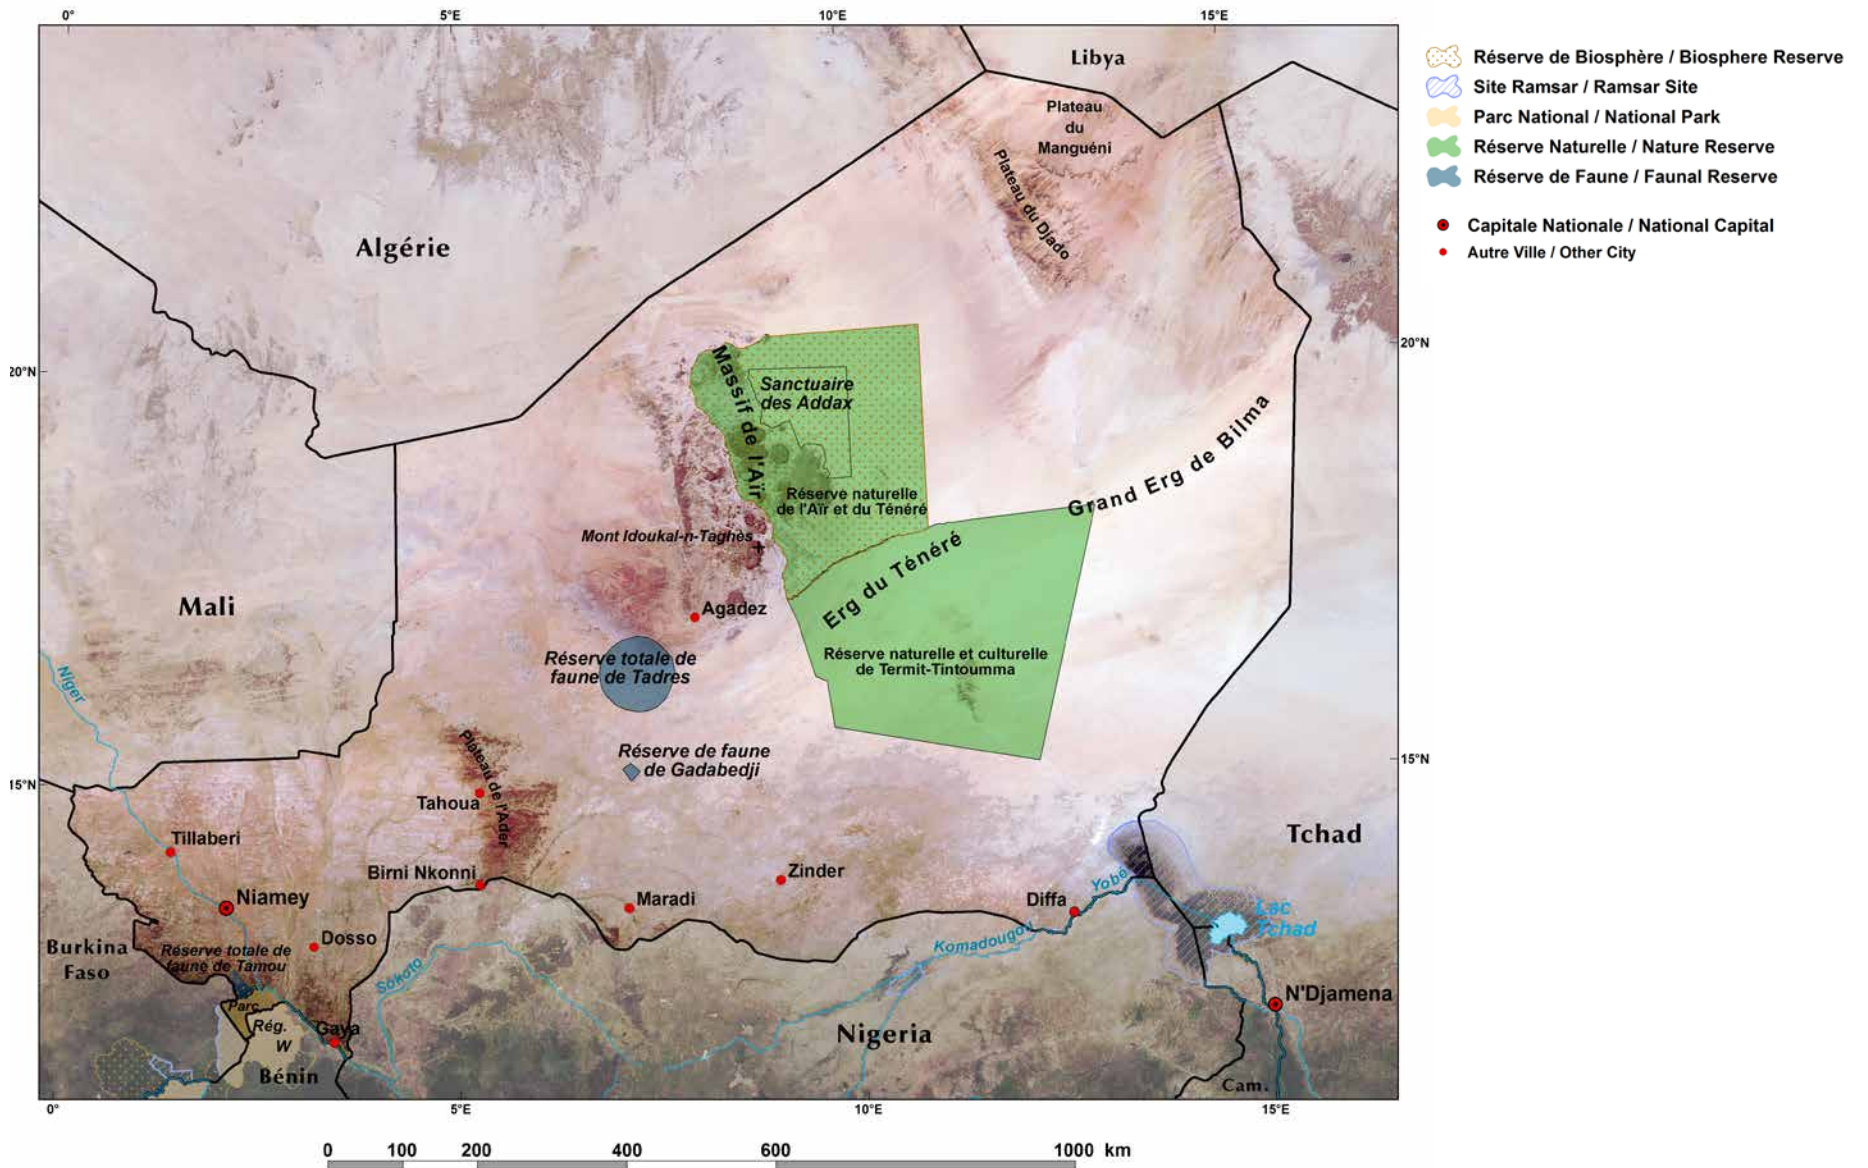 0°
5°E
10°E
15°E
Libya
Plateau
du
Manguéni
Plateau du Djado
Algérie
20°N
20°N
Massif de l'Aïr
Sanctuaire
des Addax
Grand Erg de Bilma
Réserve naturelle
de l'Aïr et du Ténéré
Mont Idoukal-n-Taghès
Erg du Ténéré
Mali
Agadez
Niger
Réserve totale de
faune de Tadres
Réserve naturelle et culturelle
de Termit-Tintoumma
Plateau de l'Ader
Réserve de faune
de Gadabedji
15°N
15°N
Tahoua
Tillaberi
Tchad
Birni Nkonni
Zinder
Maradi
Niamey
Diffa
Yobé
Lac
Tchad
Burkina
Faso
Dosso
Réserve totale de
faune de Tamou
Komadougou
Sokoto
N'Djamena
Parc
Rég.
W
Gaya
Nigeria
Bénin
Cam.
0°
5°E
10°E
15°E
0 100 200 400 600 1000 km
Réserve de Biosphère / Biosphere Reserve
Site Ramsar / Ramsar Site
Parc National / National Park
Réserve Naturelle / Nature Reserve
Réserve de Faune / Faunal Reserve
Capitale Nationale / National Capital
Autre Ville / Other City